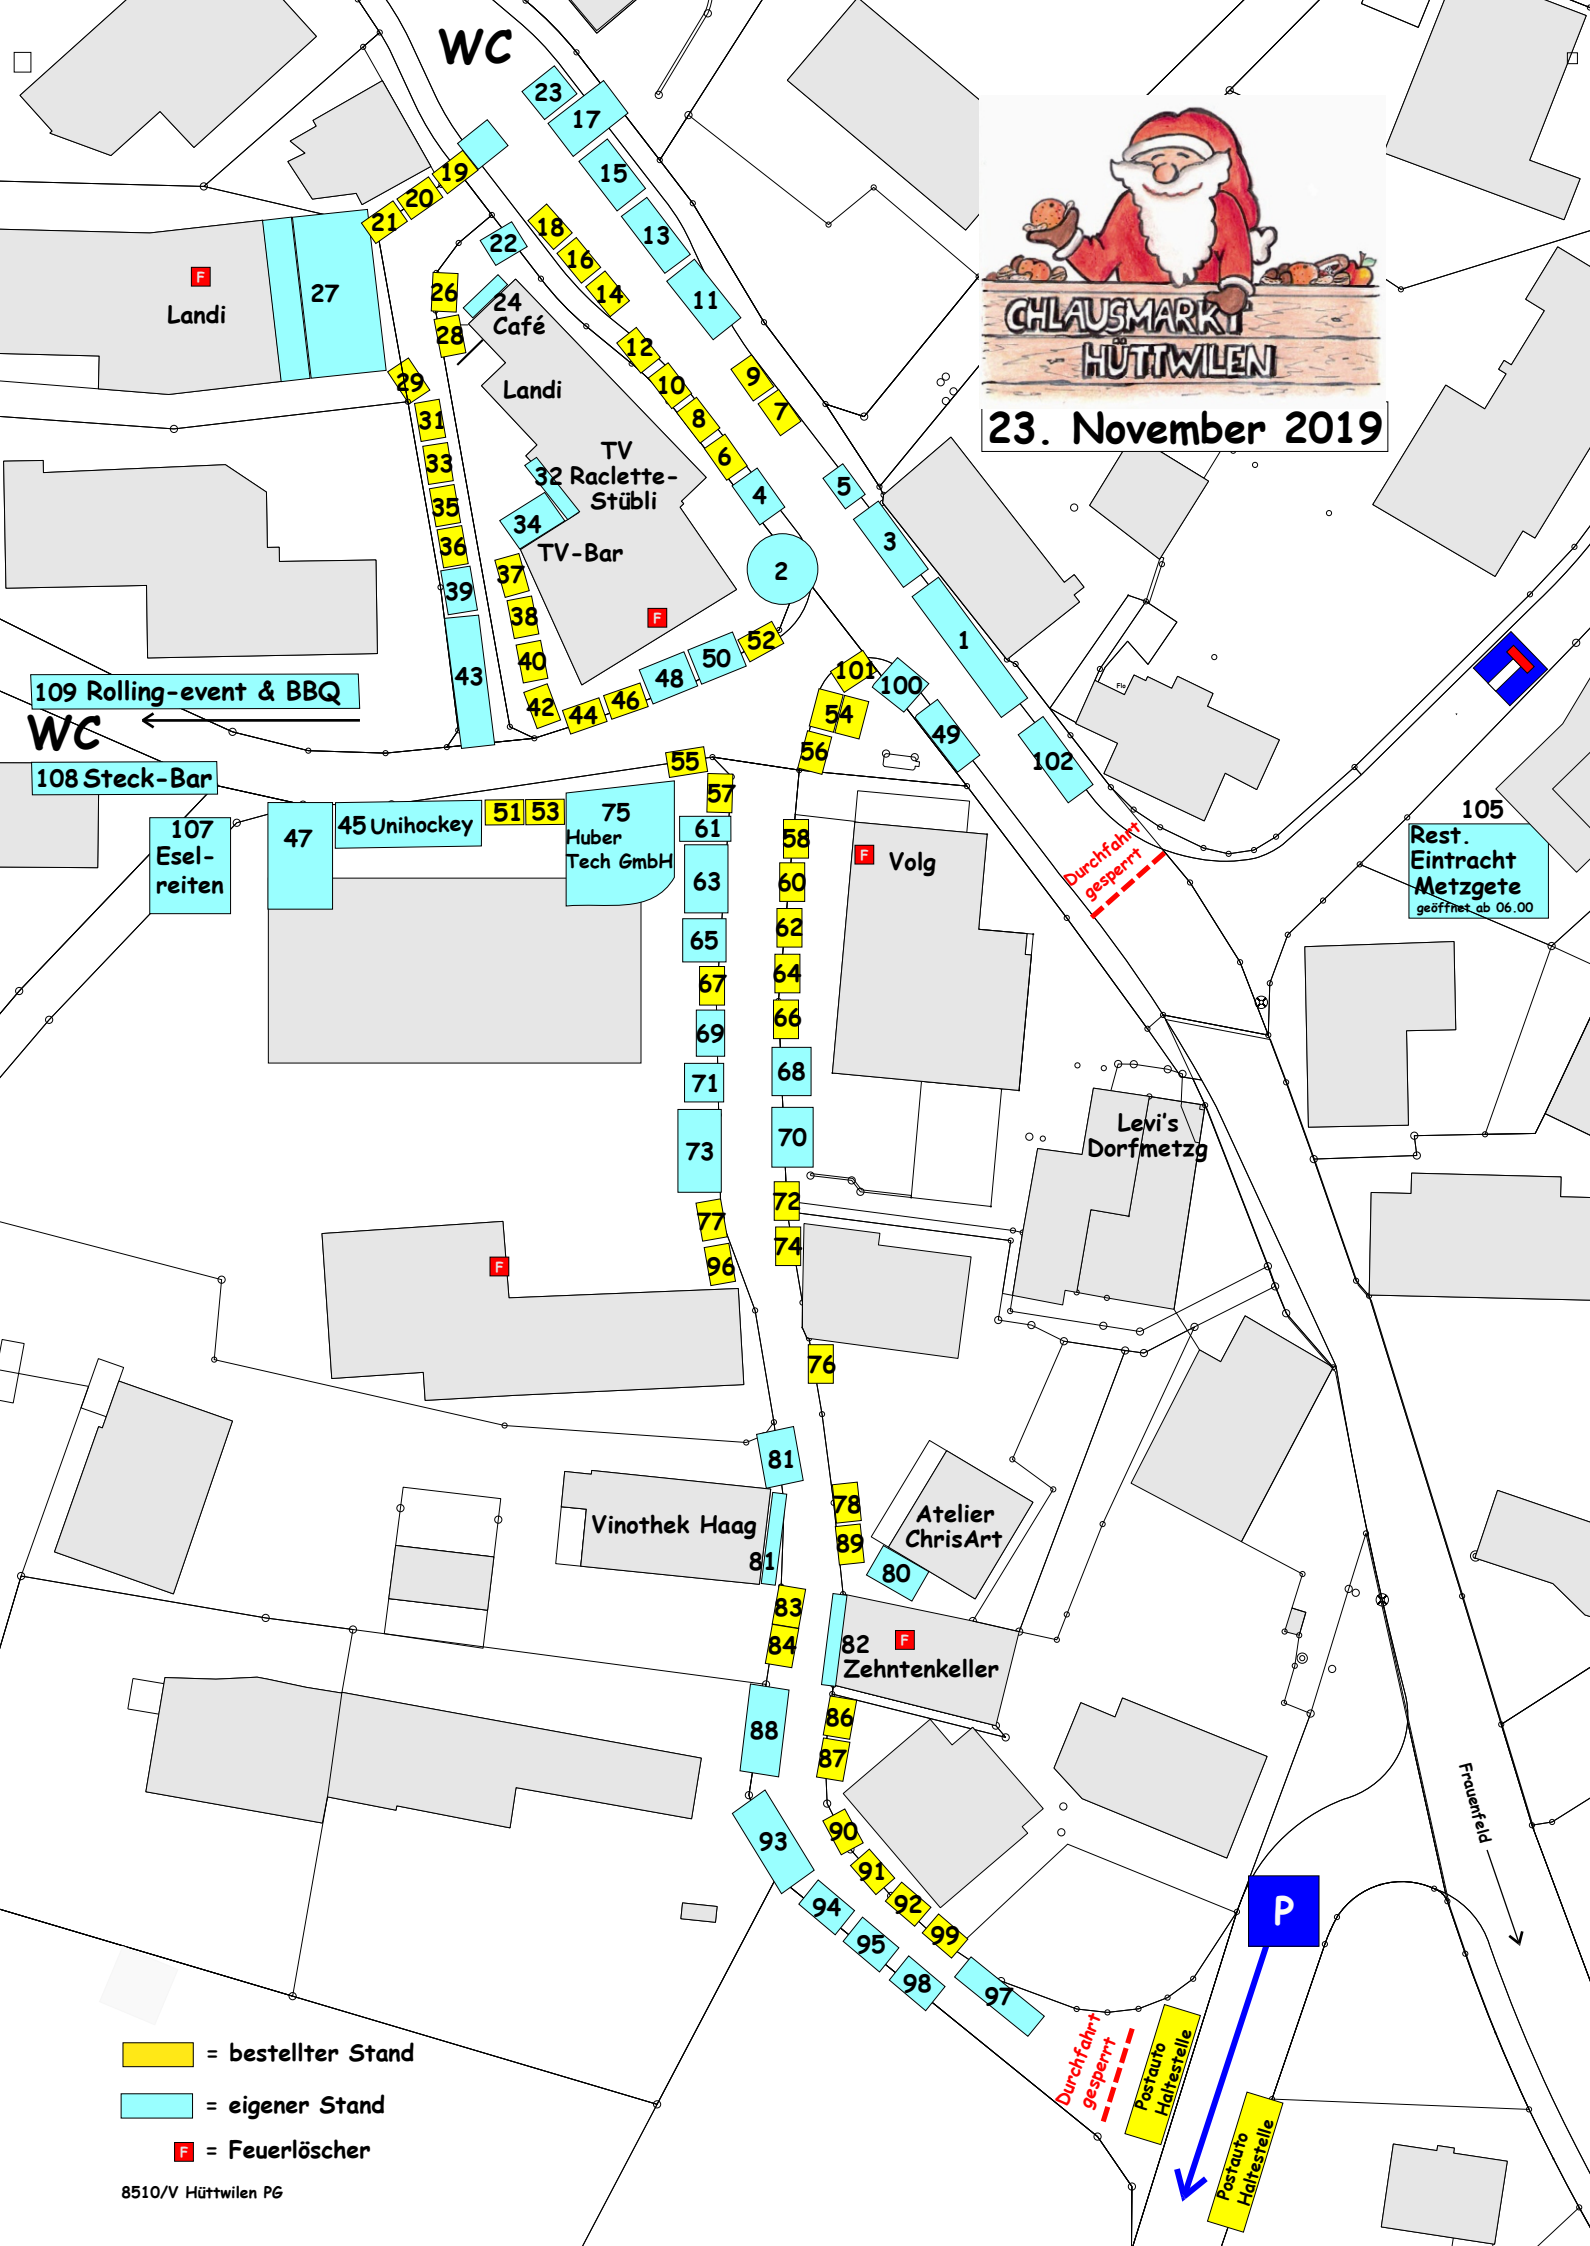 WC
23
17
15
13
11
19
20
21
22
18
16
14
12
10
8
6
4
2
9
7
5
3
1
CHLAUSMARKT
HÜTTWILEN
23. November 2019
F
Landi
27
26
28
24
Café
Landi
29
31
33
35
36
39
43
TV
32 Raclette-
Stübli
34
TV-Bar
F
37
38
40
42
44
46
48
50
52
101
100
54
56
49
102
Flo
109 Rolling-event & BBQ
WC
108 Steck-Bar
107
Esel-
reiten
47
45 Unihockey
51
53
75
Huber
Tech GmbH
55
57
61
63
65
67
69
71
73
77
96
58
60
62
64
66
68
70
72
74
76
F
Volg
Durchfahrt
gesperrt
105
Rest.
Eintracht
Metzgete
geöffnet ab 06.00
Levi's
Dorfmetzg
F
81
Vinothek Haag
81
78
89
Atelier
ChrisArt
80
83
84
82
F
Zehntenkeller
88
86
87
93
90
91
92
99
94
95
98
97
Frauenfeld
P
Durchfahrt
gesperrt
Postauto
Haltestelle
Postauto
Haltestelle
= bestellter Stand
= eigener Stand
F = Feuerlöscher
8510/V Hüttwilen PG